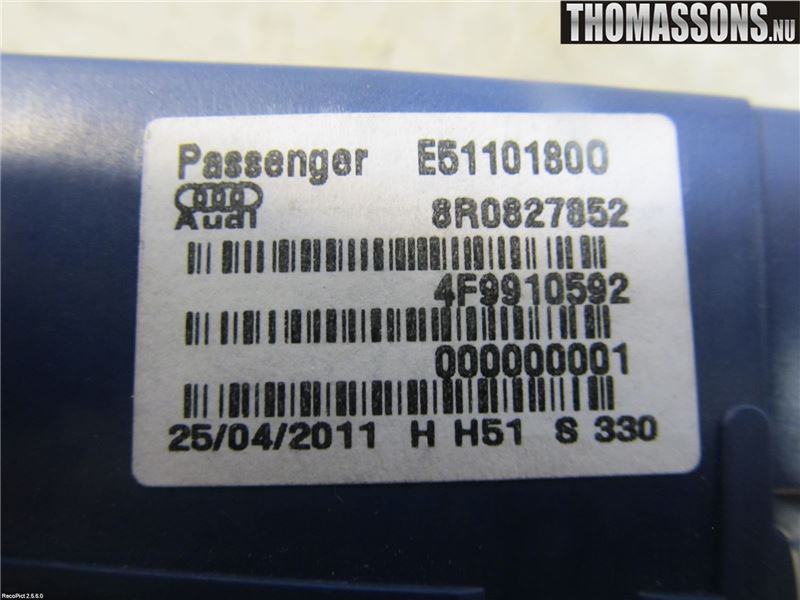 THOMASSONS.NU
Passenger E51101800
Audi 8R0827852
4F9910592
000000001
25/04/2011 H H51 S 330
RecoPict 2.5.6.0